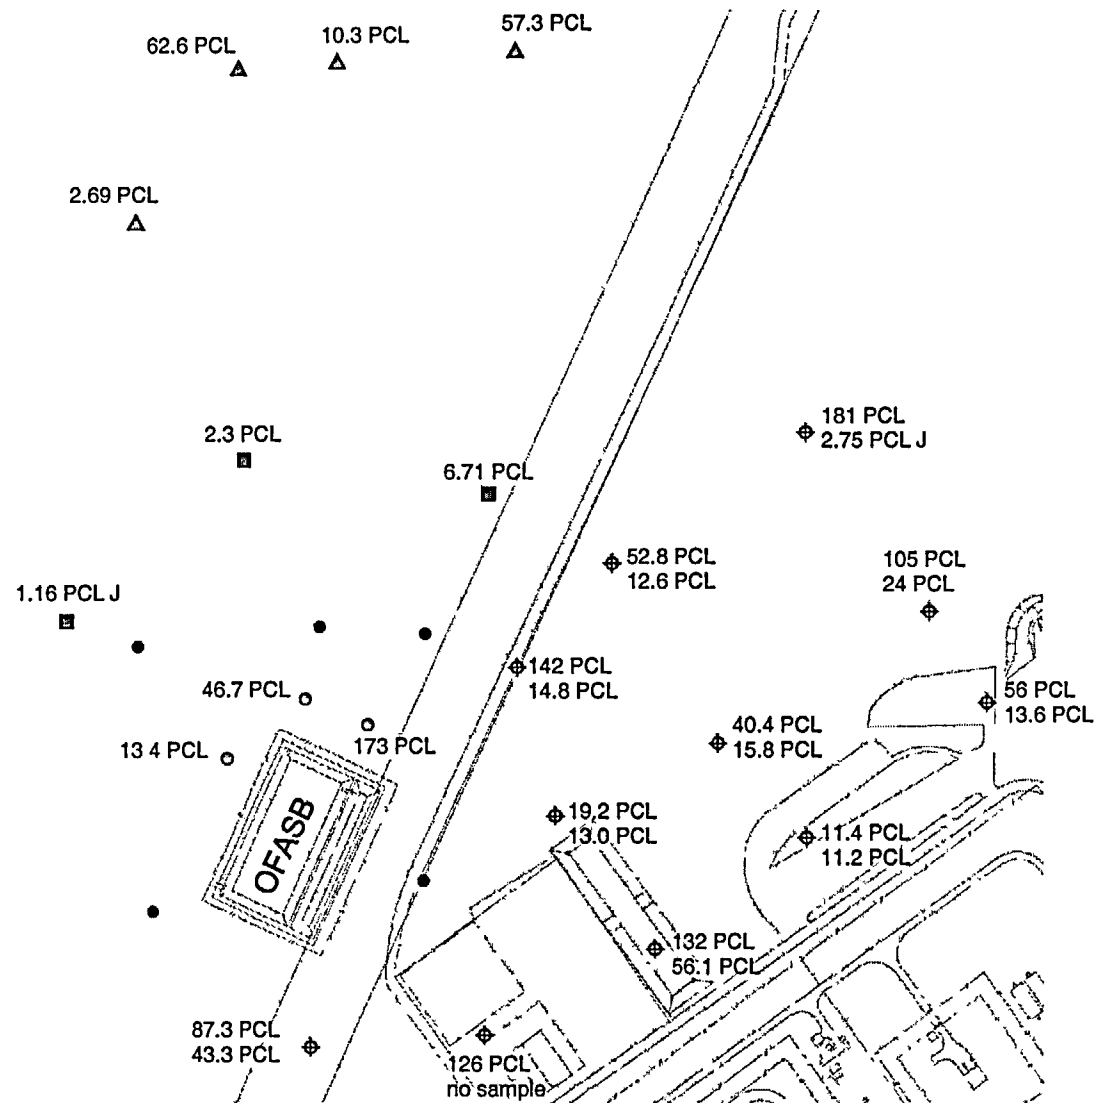 57.3 PCL
10.3 PCL
62.6 PCL
2.69 PCL
181 PCL
2.75 PCL J
2.3 PCL
6.71 PCL
52.8 PCL
12.6 PCL
105 PCL
24 PCL
1.16 PCL J
142 PCL
14.8 PCL
46.7 PCL
56 PCL
13.6 PCL
40.4 PCL
15.8 PCL
13 4 PCL
173 PCL
19.2 PCL
13.0 PCL
11.4 PCL
11.2 PCL
OFASB
132 PCL
56.1 PCL
87.3 PCL
43.3 PCL
126 PCL
no sample